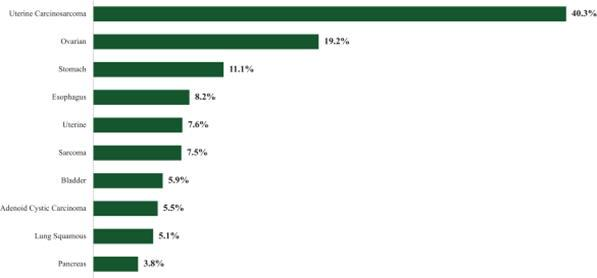 Uterine Carcinosarcoma 40.3%
Ovarian 19.2%
Stomach 11.1%
Esophagus 8.2%
Uterine 7.6%
Sarcoma 7.5%
Bladder 5.9%
Adenoid Cystic Carcinoma 5.5%
Lung Squamous 5.1%
Pancreas 3.8%